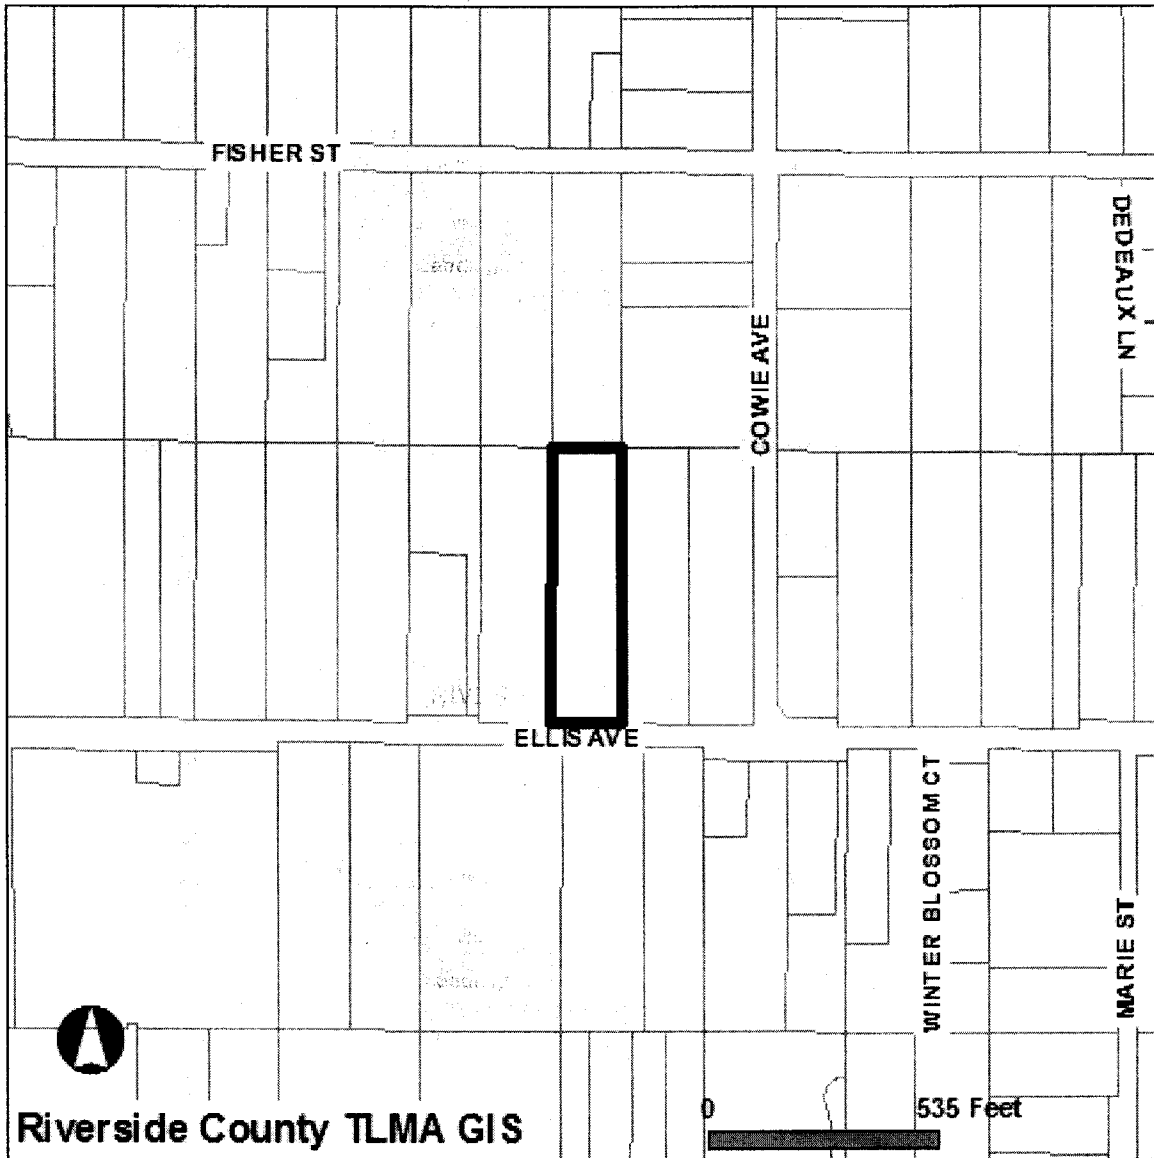 FISHER ST
DEDEAUX LN
COWIE AVE
ELLIS AVE
WINTER BLOSSOM CT
MARIE ST
0 535 Feet
Riverside County TLMA GIS